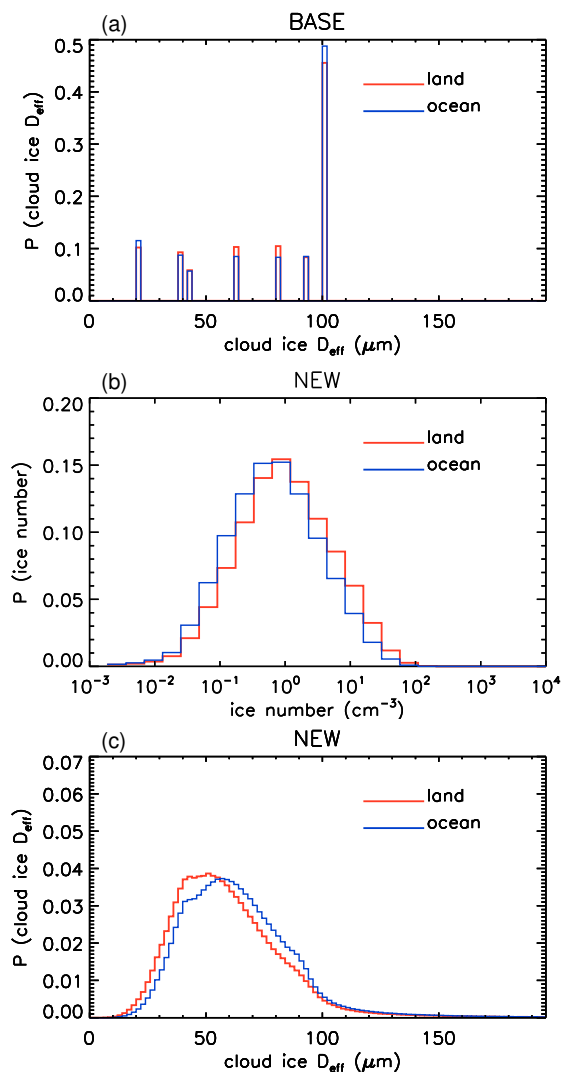 (a) BASE
0.5
0.4
0.3
0.2
0.1
0.0
P (cloud ice Deff)
land
ocean
0 50 100 150
cloud ice Deff (μm)
(b) NEW
0.20
0.15
0.10
0.05
0.00
P (ice number)
land
ocean
10⁻³ 10⁻² 10⁻¹ 10⁰ 10¹ 10² 10³ 10⁴
ice number (cm⁻³)
(c) NEW
0.07
0.06
0.05
0.04
0.03
0.02
0.01
0.00
P (cloud ice Deff)
land
ocean
0 50 100 150
cloud ice Deff (μm)